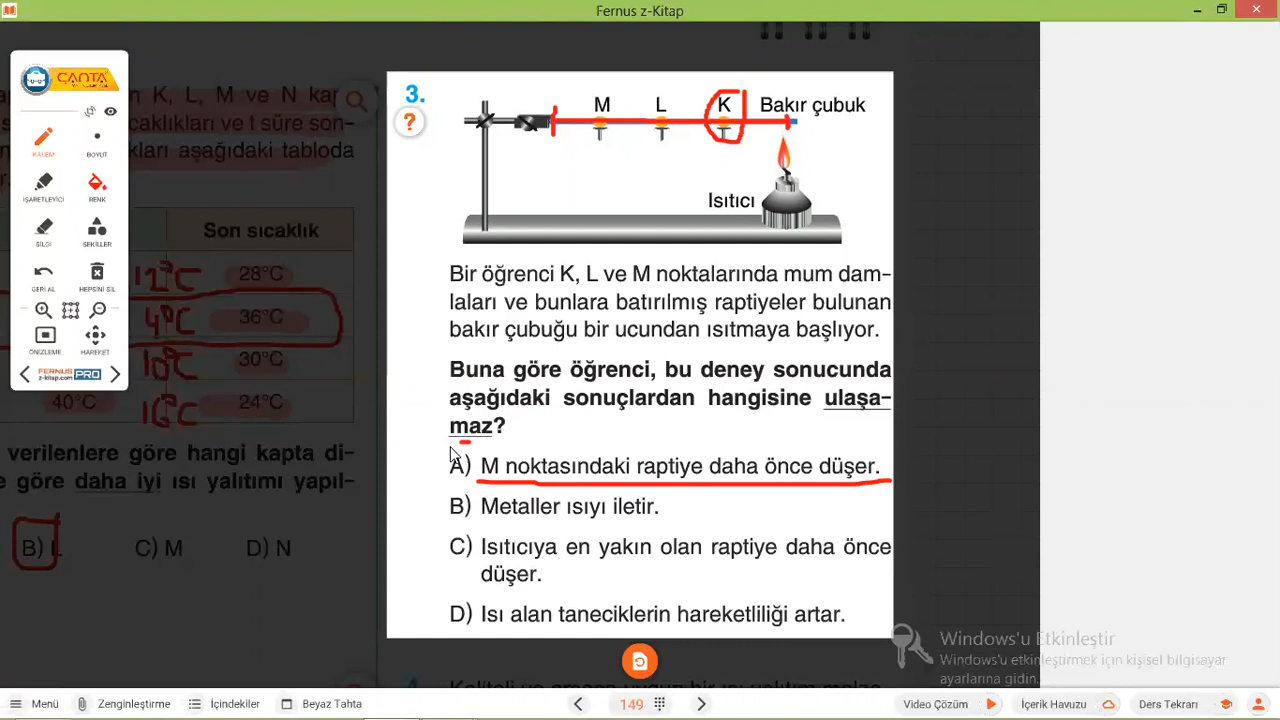 Fernus z-Kitap
ÇANTA
KALEM
BOYUT
İŞARETLEYİCİ
RENK
SİLGİ
ŞEKİLLER
GERİ AL
HEPSİNİ SİL
ÖNİZLEME
HAREKET
FERNUS
z-kitap.com
PRO
K, L, M ve N
Son sıcaklık
12°C 28°C
4°C 36°C
10°C 30°C
40°C 16°C 24°C
verilenlere göre hangi kapta di-
göre daha iyi ısı yalıtımı yapıl-
B) L C) M D) N
3.
?
M L K Bakır çubuk
Isıtıcı
Bir öğrenci K, L ve M noktalarında mum dam-
laları ve bunlara batırılmış raptiyeler bulunan
bakır çubuğu bir ucundan ısıtmaya başlıyor.
Buna göre öğrenci, bu deney sonucunda
aşağıdaki sonuçlardan hangisine ulaşa-
maz?
A) M noktasındaki raptiye daha önce düşer.
B) Metaller ısıyı iletir.
C) Isıtıcıya en yakın olan raptiye daha önce
düşer.
D) Isı alan taneciklerin hareketliliği artar.
Windows'u Etkinleştir
Windows'u etkinleştirmek için kişisel bilgisayar
ayarlarına gidin.
Menü Zenginleştirme İçindekiler Beyaz Tahta 149 Video Çözüm İçerik Havuzu Ders Tekrarı